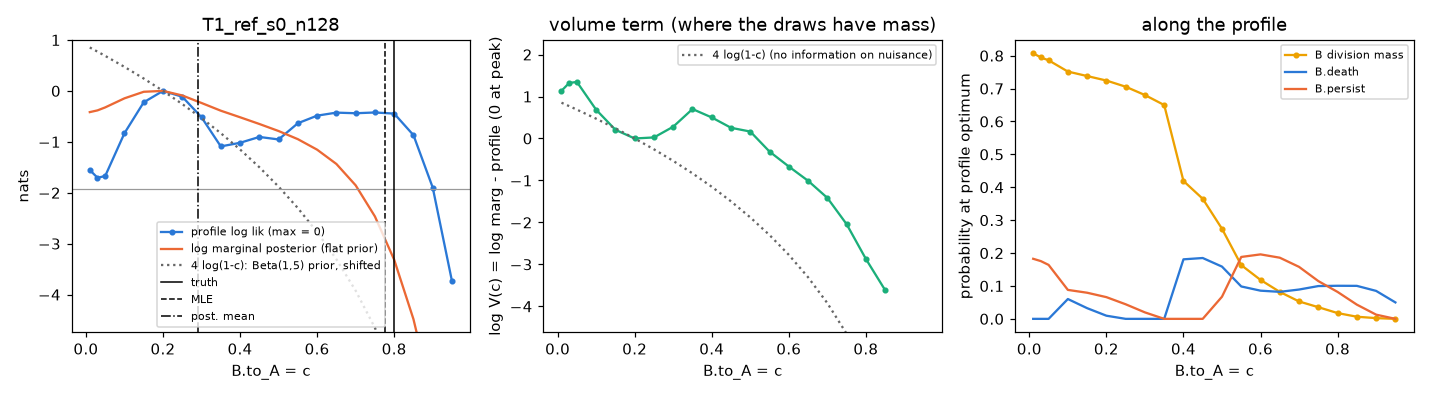 T1_ref_s0_n128
nats
1
0
−1
−2
−3
−4
profile log lik (max = 0)
log marginal posterior (flat prior)
4 log(1-c): Beta(1,5) prior, shifted
truth
MLE
post. mean
0.0 0.2 0.4 0.6 0.8
B.to_A = c
volume term (where the draws have mass)
log V(c) = log marg - profile (0 at peak)
2
1
0
−1
−2
−3
−4
4 log(1-c) (no information on nuisance)
0.0 0.2 0.4 0.6 0.8
B.to_A = c
along the profile
probability at profile optimum
0.8
0.7
0.6
0.5
0.4
0.3
0.2
0.1
0.0
B division mass
B.death
B.persist
0.0 0.2 0.4 0.6 0.8
B.to_A = c